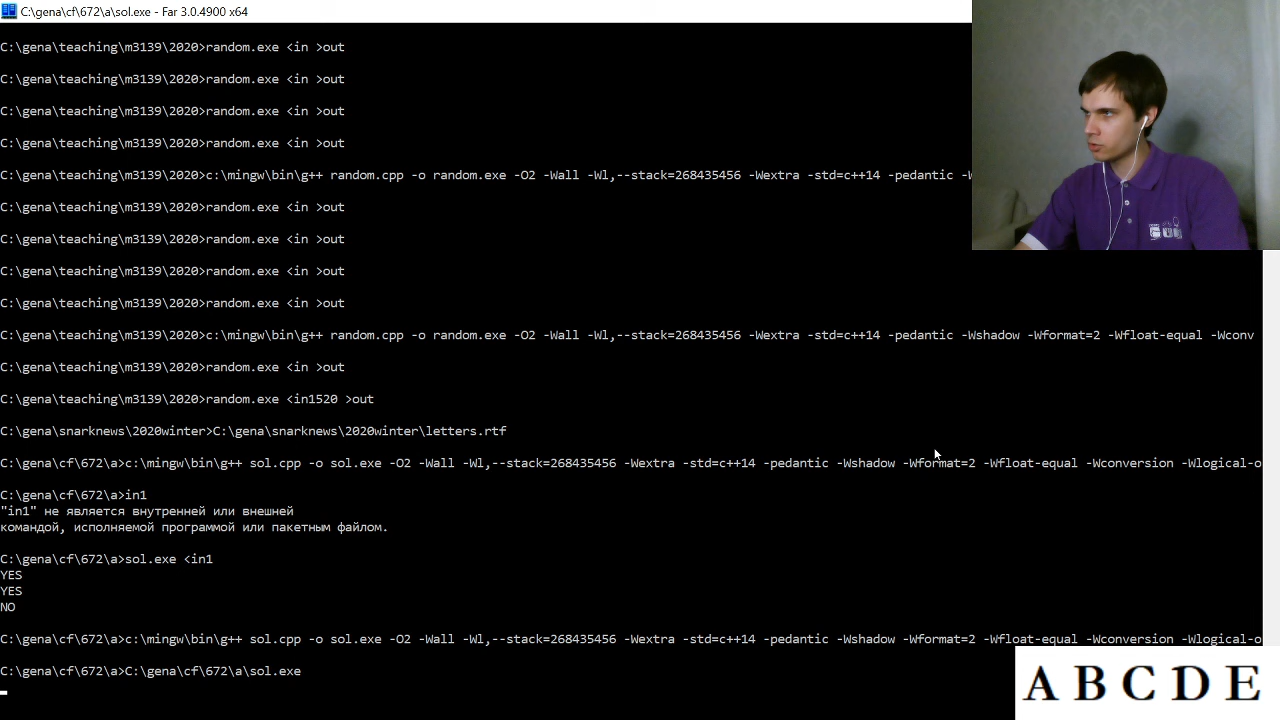 C:\gena\cf\672\a\sol.exe - Far 3.0.4900 x64
C:\gena\teaching\m3139\2020>random.exe <in >out
C:\gena\teaching\m3139\2020>random.exe <in >out
C:\gena\teaching\m3139\2020>random.exe <in >out
C:\gena\teaching\m3139\2020>random.exe <in >out
C:\gena\teaching\m3139\2020>c:\mingw\bin\g++ random.cpp -o random.exe -O2 -Wall -Wl,--stack=268435456 -Wextra -std=c++14 -pedantic
C:\gena\teaching\m3139\2020>random.exe <in >out
C:\gena\teaching\m3139\2020>random.exe <in >out
C:\gena\teaching\m3139\2020>random.exe <in >out
C:\gena\teaching\m3139\2020>random.exe <in >out
C:\gena\teaching\m3139\2020>c:\mingw\bin\g++ random.cpp -o random.exe -O2 -Wall -Wl,--stack=268435456 -Wextra -std=c++14 -pedantic -Wshadow -Wformat=2 -Wfloat-equal -Wconv
C:\gena\teaching\m3139\2020>random.exe <in >out
C:\gena\teaching\m3139\2020>random.exe <in1520 >out
C:\gena\snarknews\2020winter>C:\gena\snarknews\2020winter\letters.rtf
C:\gena\cf\672\a>c:\mingw\bin\g++ sol.cpp -o sol.exe -O2 -Wall -Wl,--stack=268435456 -Wextra -std=c++14 -pedantic -Wshadow -Wformat=2 -Wfloat-equal -Wconversion -Wlogical-o
C:\gena\cf\672\a>in1
"in1" не является внутренней или внешней
командой, исполняемой программой или пакетным файлом.
C:\gena\cf\672\a>sol.exe <in1
YES
YES
NO
C:\gena\cf\672\a>c:\mingw\bin\g++ sol.cpp -o sol.exe -O2 -Wall -Wl,--stack=268435456 -Wextra -std=c++14 -pedantic -Wshadow -Wformat=2 -Wfloat-equal -Wconversion -Wlogical-o
C:\gena\cf\672\a>C:\gena\cf\672\a\sol.exe
A B C D E